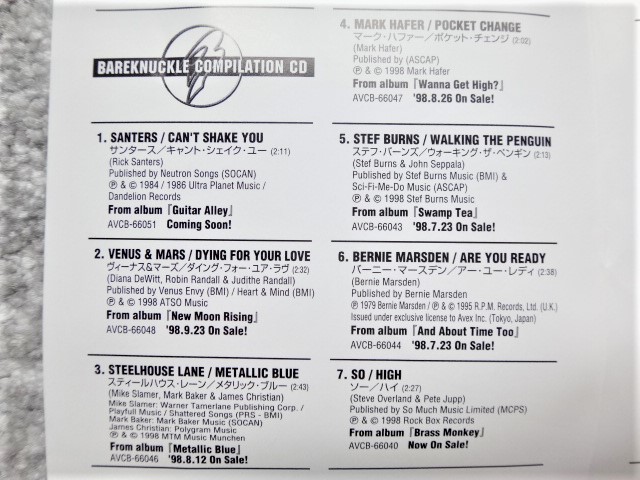 BAREKNUCKLE COMPILATION CD
1. SANTERS / CAN'T SHAKE YOU
サンタース／キャント・シェイク・ユー (2:11)
(Rick Santers)
Published by Neutron Songs (SOCAN)
Ⓟ & © 1984 / 1986 Ultra Planet Music /
Dandelion Records
From album『Guitar Alley』
AVCB-66051 Coming Soon!
2. VENUS & MARS / DYING FOR YOUR LOVE
ヴィーナス&マーズ／ダイング・フォー・ユア・ラヴ (2:32)
(Diana DeWitt, Robin Randall & Judithe Randall)
Published by Venus Envy (BMI) / Heart & Mind (BMI)
Ⓟ & © 1998 ATSO Music
From album『New Moon Rising』
AVCB-66048 '98.9.23 On Sale!
3. STEELHOUSE LANE / METALLIC BLUE
スティールハウス・レーン／メタリック・ブルー (2:43)
(Mike Slamer, Mark Baker & James Christian)
Mike Slamer: Warner Tamerlane Publishing Corp. /
Playfull Music / Shattered Songs (PRS - BMI)
Mark Baker: Mark Baker Music (SOCAN)
James Christian: Polygram Music
Ⓟ & © 1998 MTM Music Munchen
From album『Metallic Blue』
AVCB-66046 '98.8.12 On Sale!
4. MARK HAFER / POCKET CHANGE
マーク・ハファー／ポケット・チェンジ (2:02)
(Mark Hafer)
Published by (ASCAP)
Ⓟ & © 1998 Mark Hafer
From album『Wanna Get High?』
AVCB-66047 '98.8.26 On Sale!
5. STEF BURNS / WALKING THE PENGUIN
ステフ・バーンズ／ウォーキング・ザ・ペンギン (2:13)
(Stef Burns & John Seppala)
Published by Stef Burns Music (BMI) &
Sci-Fi-Me-Do Music (ASCAP)
Ⓟ & © 1998 Stef Burns Music
From album『Swamp Tea』
AVCB-66043 '98.7.23 On Sale!
6. BERNIE MARSDEN / ARE YOU READY
バーニー・マースデン／アー・ユー・レディ (2:38)
(Bernie Marsden)
Published by Bernie Marsden
Ⓟ 1979 Bernie Marsden / Ⓟ & © 1995 R.P.M. Records, Ltd. (U.K.)
Issued under exclusive license to Avex Inc. (Tokyo, Japan)
From album『And About Time Too』
AVCB-66044 '98.7.23 On Sale!
7. SO / HIGH
ソー／ハイ (2:27)
(Steve Overland & Pete Jupp)
Published by So Much Music Limited (MCPS)
Ⓟ & © 1998 Rock Box Records
From album『Brass Monkey』
AVCB-66040 Now On Sale!